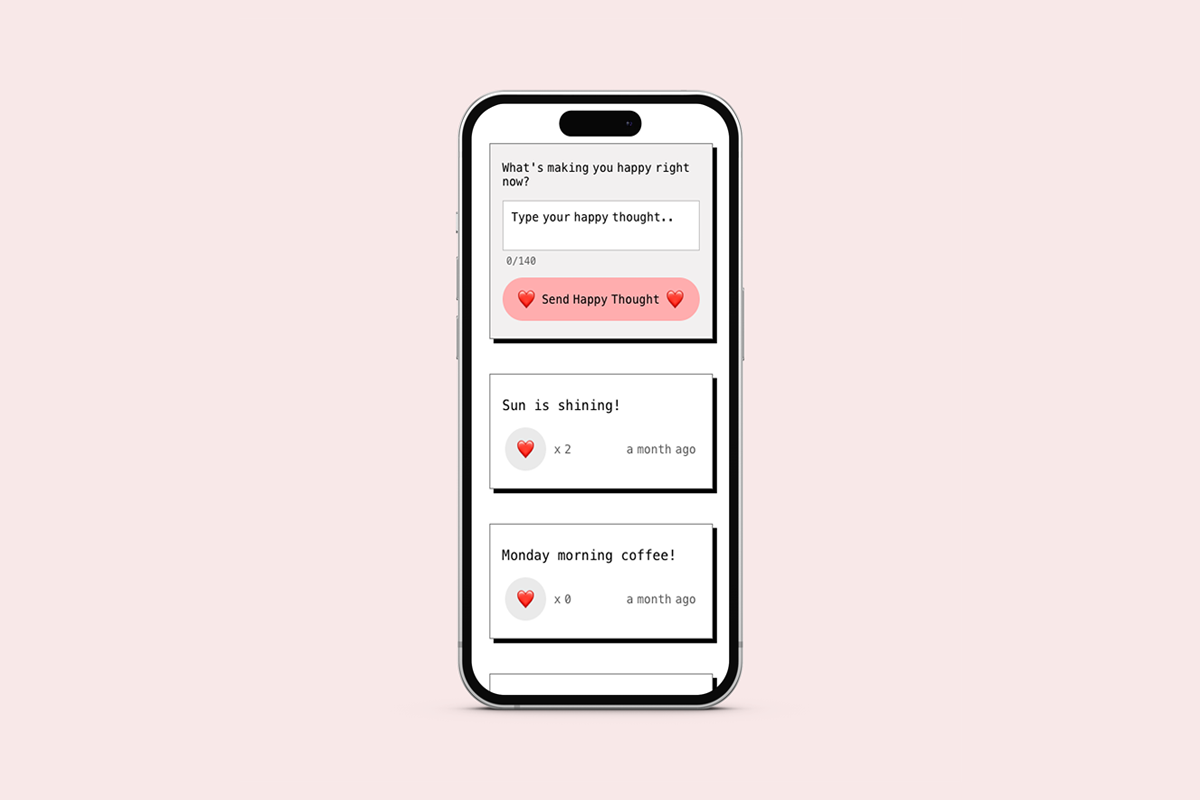 What's making you happy right
now?
Type your happy thought..
0/140
❤️ Send Happy Thought ❤️
Sun is shining!
❤️ x 2 a month ago
Monday morning coffee!
❤️ x 0 a month ago